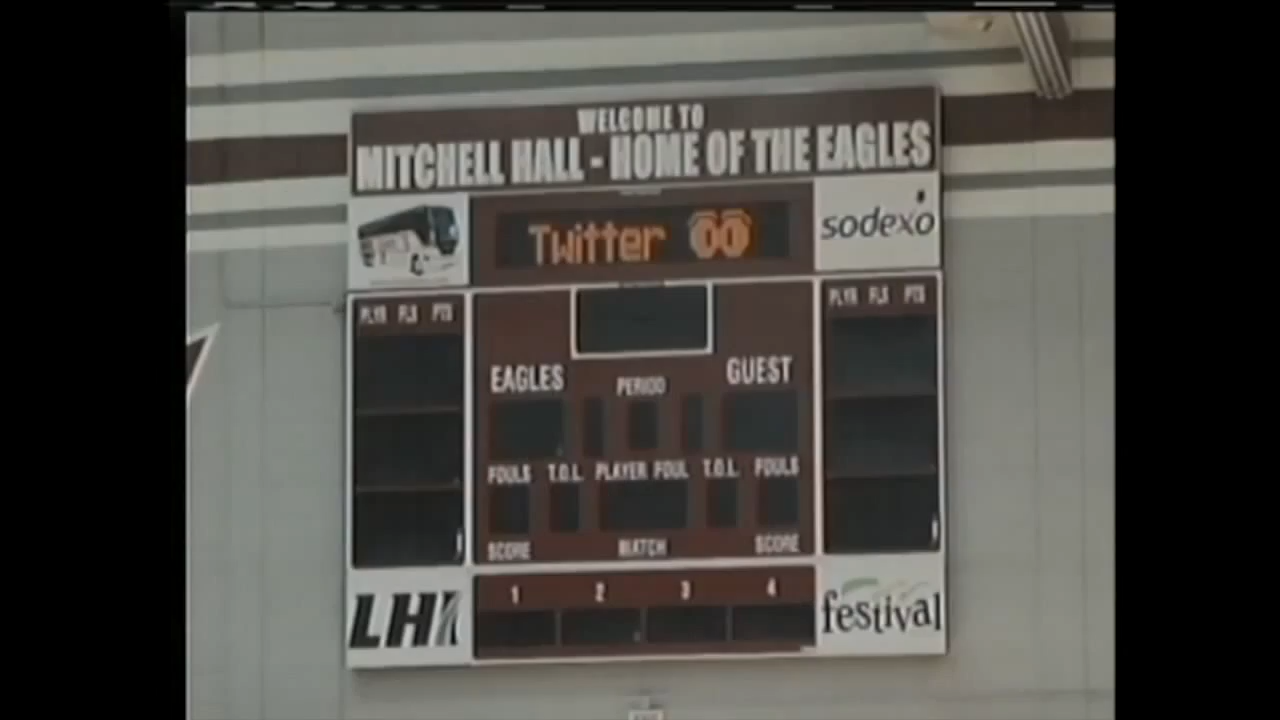 WELCOME TO
MITCHELL HALL - HOME OF THE EAGLES
Twitter
sodexo
PLYR FLS PTS
PLYR FLS PTS
EAGLES
PERIOD
GUEST
FOULS T.O.L. PLAYER FOUL T.O.L. FOULS
SCORE MATCH SCORE
1 2 3 4
LHI
festival